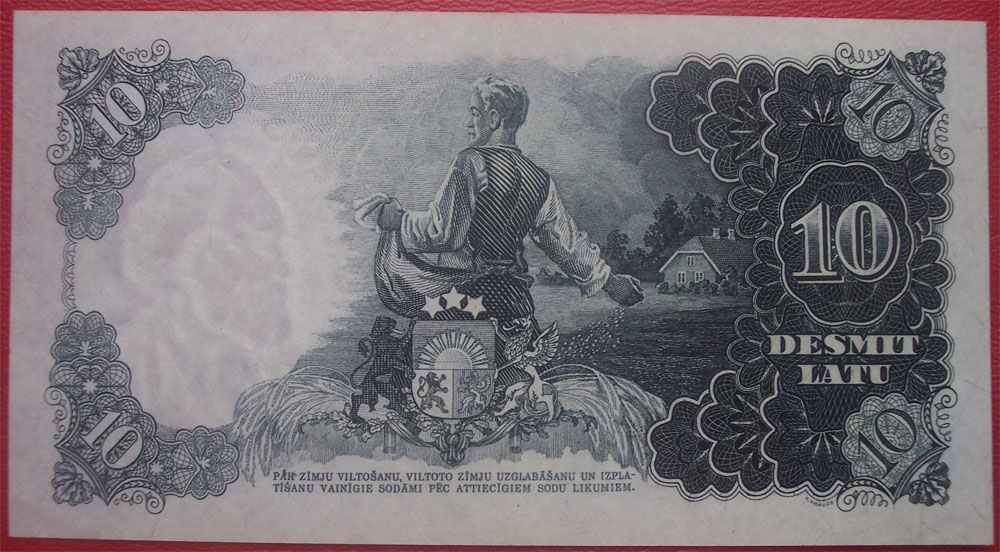 10
10
10
DESMIT
LATU
10
10
PĀR ZĪMJU VILTOŠANU, VILTOTO ZĪMJU UZGLABĀŠANU UN IZPLA-
TĪŠANU VAINĪGIE SODĀMI PĒC ATTIECĪGIEM SODU LIKUMIEM.